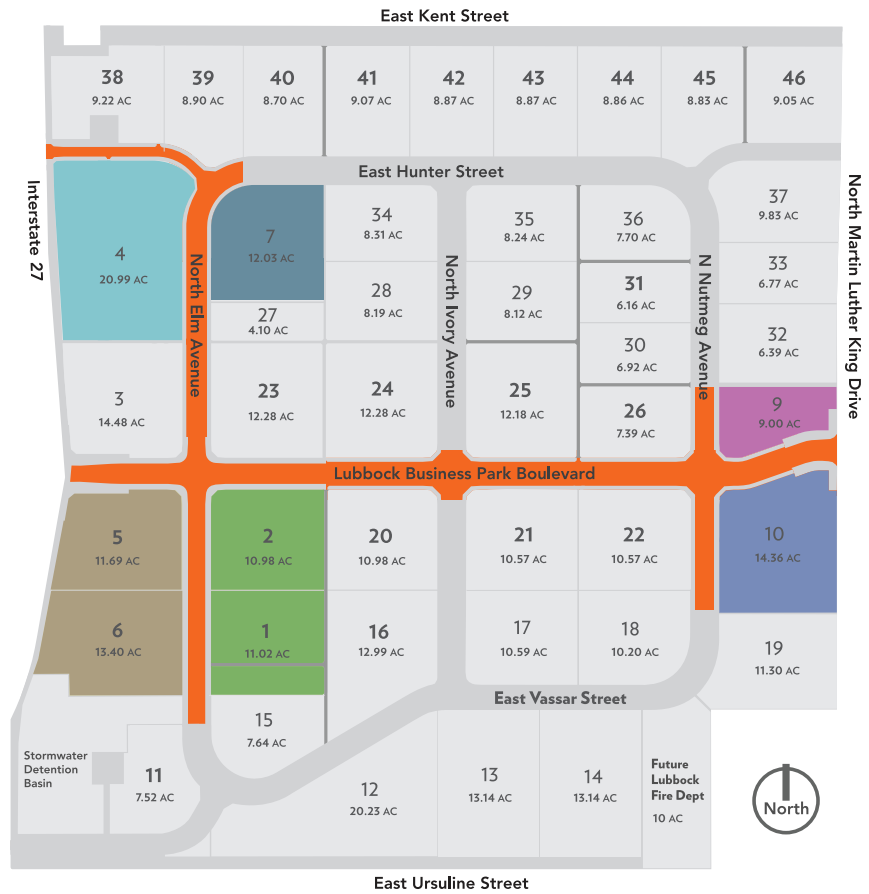 East Kent Street
38
9.22 AC
39
8.90 AC
40
8.70 AC
41
9.07 AC
42
8.87 AC
43
8.87 AC
44
8.86 AC
45
8.83 AC
46
9.05 AC
East Hunter Street
Interstate 27
North Martin Luther King Drive
4
20.99 AC
North Elm Avenue
7
12.03 AC
34
8.31 AC
North Ivory Avenue
35
8.24 AC
36
7.70 AC
N Nutmeg Avenue
37
9.83 AC
27
4.10 AC
28
8.19 AC
29
8.12 AC
31
6.16 AC
30
6.92 AC
33
6.77 AC
32
6.39 AC
3
14.48 AC
23
12.28 AC
24
12.28 AC
25
12.18 AC
26
7.39 AC
9
9.00 AC
Lubbock Business Park Boulevard
5
11.69 AC
2
10.98 AC
20
10.98 AC
21
10.57 AC
22
10.57 AC
10
14.36 AC
6
13.40 AC
1
11.02 AC
16
12.99 AC
17
10.59 AC
18
10.20 AC
19
11.30 AC
East Vassar Street
15
7.64 AC
Stormwater
Detention
Basin
11
7.52 AC
12
20.23 AC
13
13.14 AC
14
13.14 AC
Future
Lubbock
Fire Dept
10 AC
North
East Ursuline Street